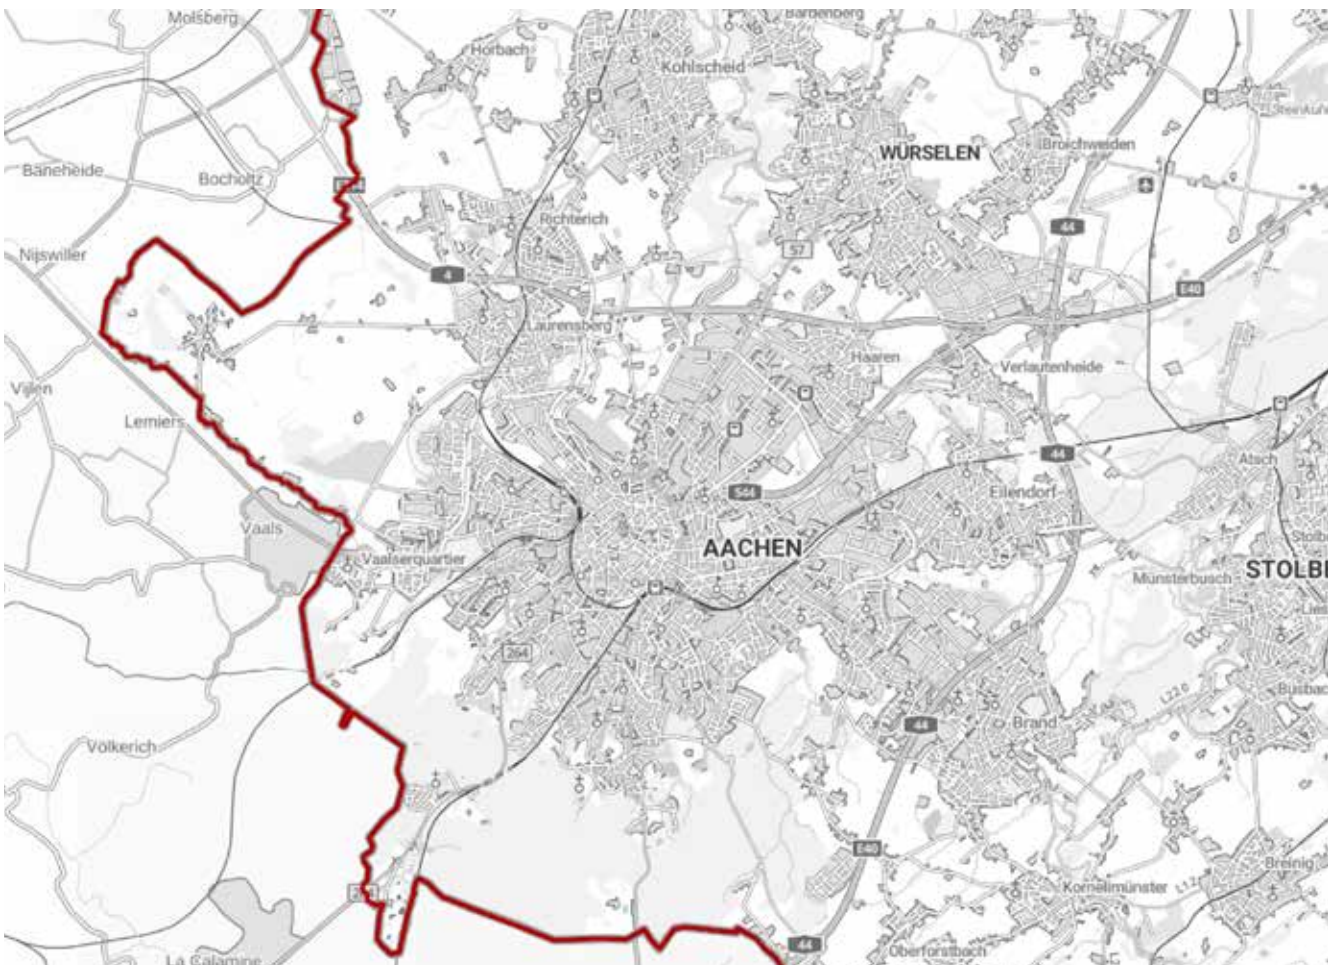 Molsberg
Bardenberg
Horbach
Kohlscheid
WÜRSELEN
Broichweiden
Baneheide
Bocholtz
Richterich
44
57
Nijswiller
4
E40
Laurensberg
Haaren
Verlautenheide
Vijlen
Lemiers
44
Atsch
544
Eilendorf
Vaals
Vaalserquartier
AACHEN
Münsterbusch
STOLBE
264
Brand
44
L220
Völkerich
E40
Breinig
Kornelimünster
L12
44
Oberforstbach
La Calamine